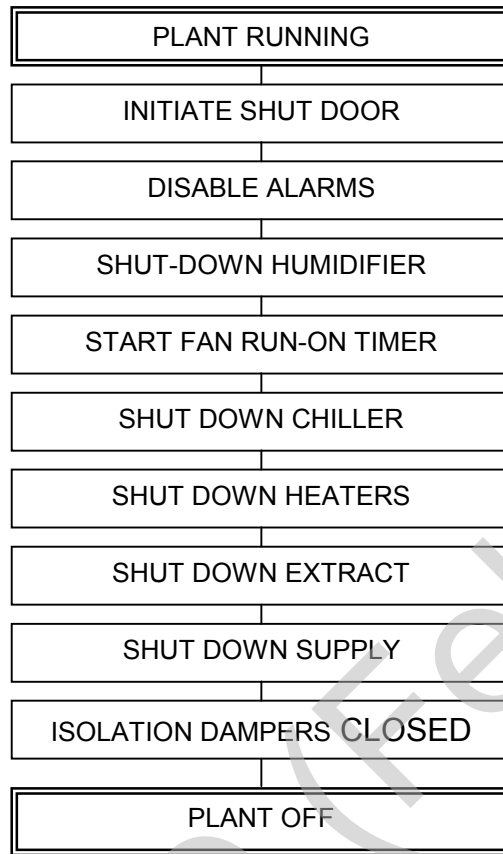 PLANT RUNNING
INITIATE SHUT DOOR
DISABLE ALARMS
SHUT-DOWN HUMIDIFIER
START FAN RUN-ON TIMER
SHUT DOWN CHILLER
SHUT DOWN HEATERS
SHUT DOWN EXTRACT
SHUT DOWN SUPPLY
ISOLATION DAMPERS CLOSED
PLANT OFF